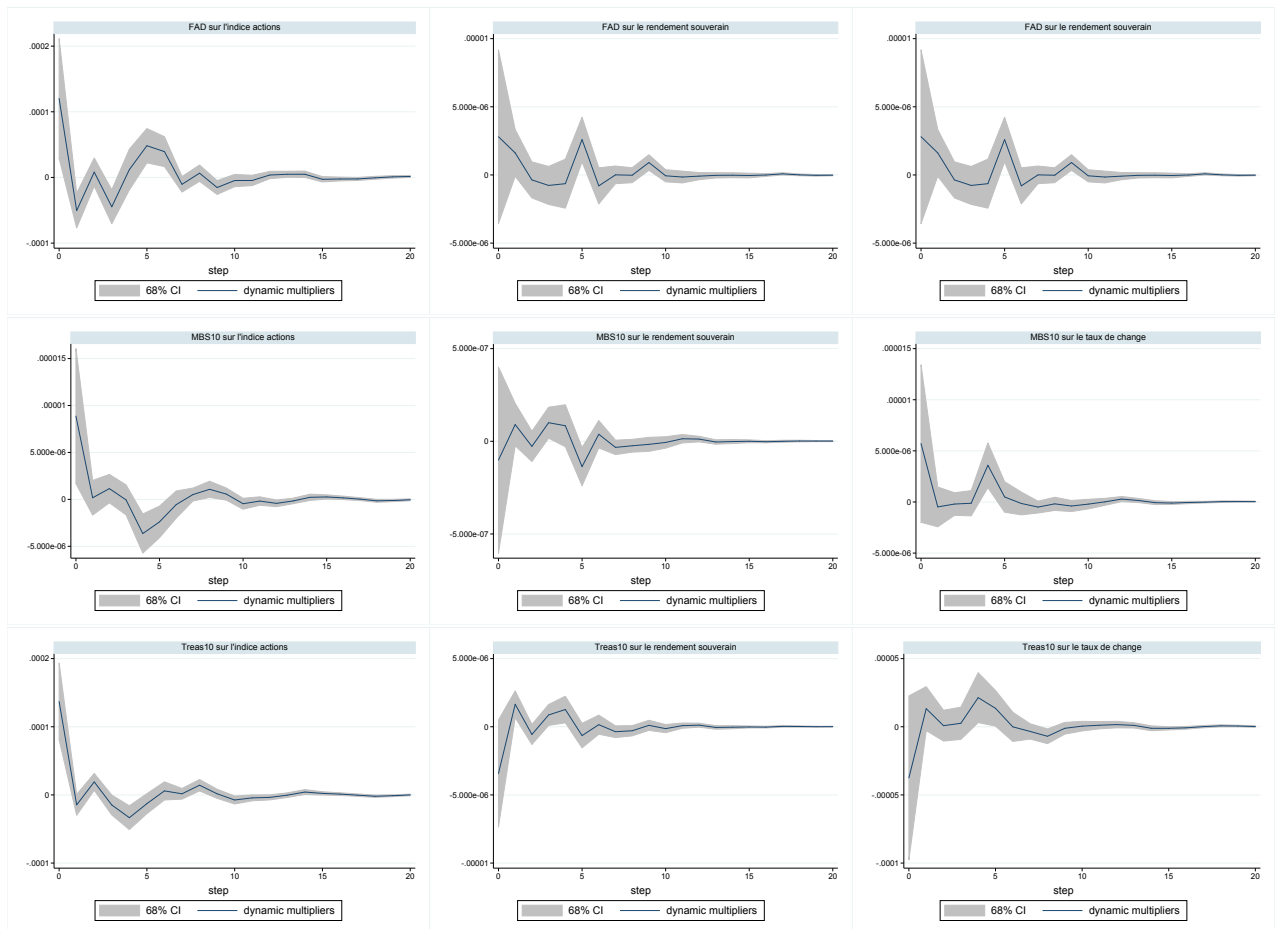 FAD sur l'indice actions
.0002
.0001
0
-.0001
0 5 10 15 20
step
68% CI dynamic multipliers
FAD sur le rendement souverain
.00001
5.000e-06
0
-5.000e-06
0 5 10 15 20
step
68% CI dynamic multipliers
FAD sur le rendement souverain
.00001
5.000e-06
0
-5.000e-06
0 5 10 15 20
step
68% CI dynamic multipliers
MBS10 sur l'indice actions
.000015
.00001
5.000e-06
0
-5.000e-06
0 5 10 15 20
step
68% CI dynamic multipliers
MBS10 sur le rendement souverain
5.000e-07
0
-5.000e-07
0 5 10 15 20
step
68% CI dynamic multipliers
MBS10 sur le taux de change
.000015
.00001
5.000e-06
0
-5.000e-06
0 5 10 15 20
step
68% CI dynamic multipliers
Treas10 sur l'indice actions
.0002
.0001
0
-.0001
0 5 10 15 20
step
68% CI dynamic multipliers
Treas10 sur le rendement souverain
5.000e-06
0
-5.000e-06
-.00001
0 5 10 15 20
step
68% CI dynamic multipliers
Treas10 sur le taux de change
.00005
0
-.00005
-.0001
0 5 10 15 20
step
68% CI dynamic multipliers